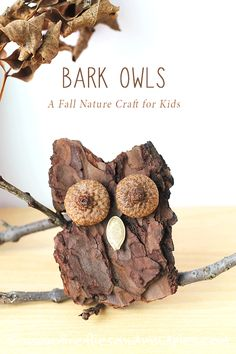 BARK OWLS
A Fall Nature Craft for Kids